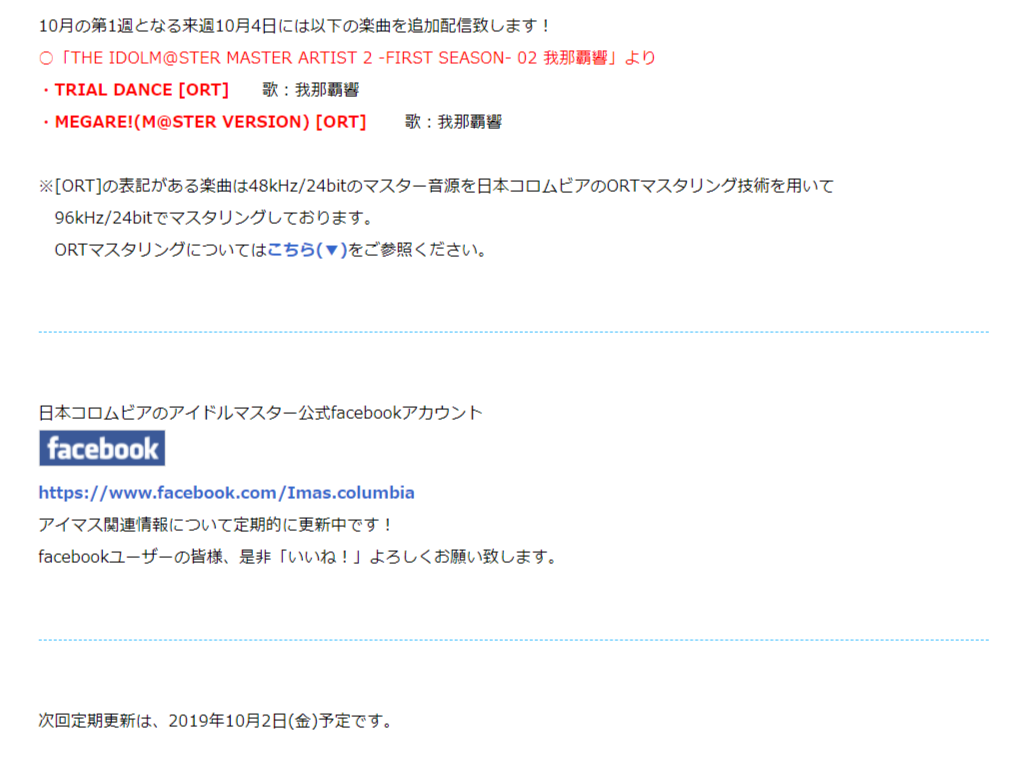 10月の第1週となる来週10月4日には以下の楽曲を追加配信致します！
○「THE IDOLM@STER MASTER ARTIST 2 -FIRST SEASON- 02 我那覇響」より
・TRIAL DANCE [ORT]　　歌：我那覇響
・MEGARE!(M@STER VERSION) [ORT]　　歌：我那覇響
※[ORT]の表記がある楽曲は48kHz/24bitのマスター音源を日本コロムビアのORTマスタリング技術を用いて
96kHz/24bitでマスタリングしております。
ORTマスタリングについてはこちら(▼)をご参照ください。
日本コロムビアのアイドルマスター公式facebookアカウント
facebook
https://www.facebook.com/Imas.columbia
アイマス関連情報について定期的に更新中です！
facebookユーザーの皆様、是非「いいね！」よろしくお願い致します。
次回定期更新は、2019年10月2日(金)予定です。